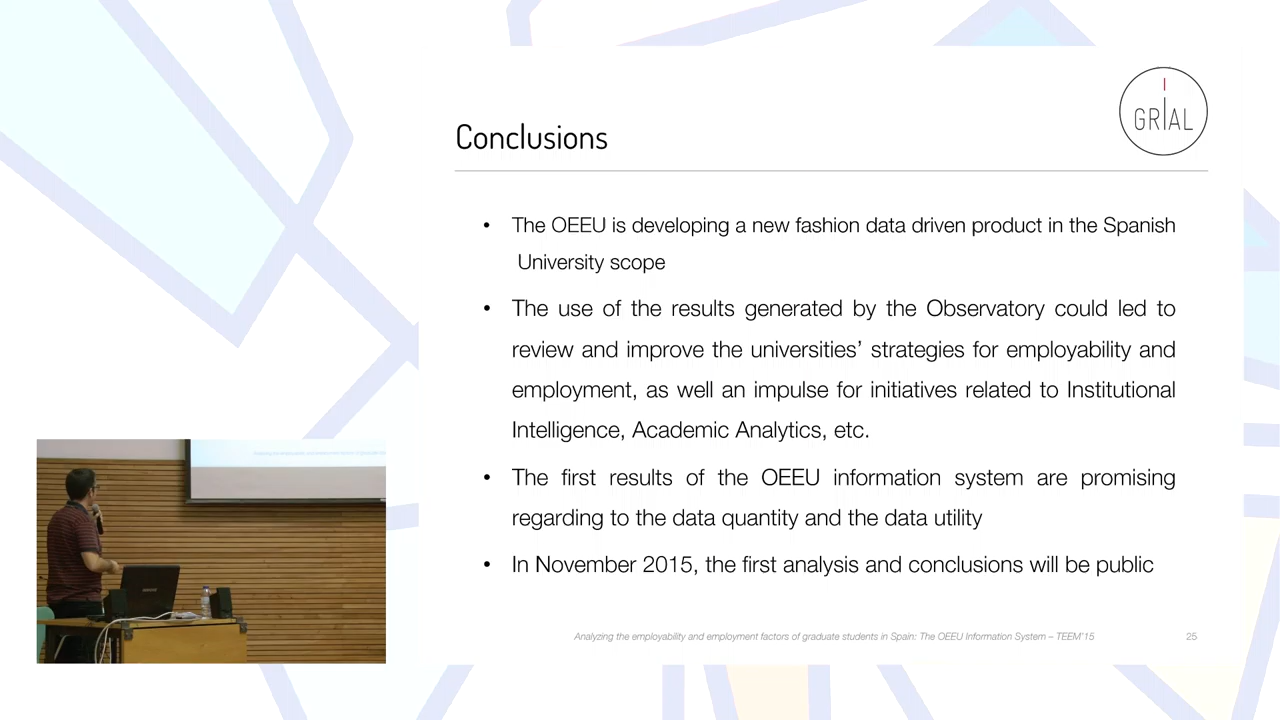 GRIAL
Conclusions
• The OEEU is developing a new fashion data driven product in the Spanish
University scope
• The use of the results generated by the Observatory could led to
review and improve the universities’ strategies for employability and
employment, as well an impulse for initiatives related to Institutional
Intelligence, Academic Analytics, etc.
• The first results of the OEEU information system are promising
regarding to the data quantity and the data utility
• In November 2015, the first analysis and conclusions will be public
Analyzing the employability and employment factors of graduate students in Spain: The OEEU Information System – TEEM’15
25